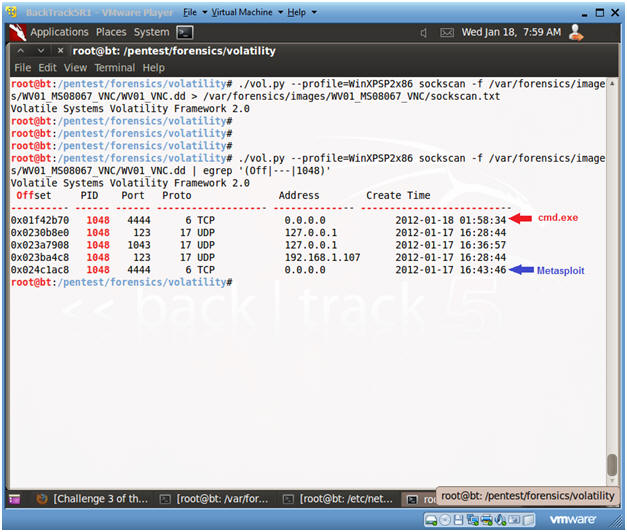 BackTrack5R1 - VMware Player File Virtual Machine Help
Applications Places System Wed Jan 18, 7:59 AM
root@bt: /pentest/forensics/volatility
File Edit View Terminal Help
root@bt:/pentest/forensics/volatility# ./vol.py --profile=WinXPSP2x86 sockscan -f /var/forensics/image
s/WV01_MS08067_VNC/WV01_VNC.dd > /var/forensics/images/WV01_MS08067_VNC/sockscan.txt
Volatile Systems Volatility Framework 2.0
root@bt:/pentest/forensics/volatility#
root@bt:/pentest/forensics/volatility#
root@bt:/pentest/forensics/volatility#
root@bt:/pentest/forensics/volatility# ./vol.py --profile=WinXPSP2x86 sockscan -f /var/forensics/image
s/WV01_MS08067_VNC/WV01_VNC.dd | egrep '(Off|---|1048)'
Volatile Systems Volatility Framework 2.0
Offset PID Port Proto Address Create Time
---------- ------ ------ ------------------- -------------- --------------------------
0x01f42b70 1048 4444 6 TCP 0.0.0.0 2012-01-18 01:58:34 cmd.exe
0x0230b8e0 1048 123 17 UDP 127.0.0.1 2012-01-17 16:28:44
0x023a7908 1048 1043 17 UDP 127.0.0.1 2012-01-17 16:36:57
0x023ba4c8 1048 123 17 UDP 192.168.1.107 2012-01-17 16:28:44
0x024c1ac8 1048 4444 6 TCP 0.0.0.0 2012-01-17 16:43:46 Metasploit
root@bt:/pentest/forensics/volatility#
<< back | track 5
[Challenge 3 of th... [root@bt: /var/for... [root@bt: /etc/net... ro
root@bt: /pentest/forensics/volatility
vmware